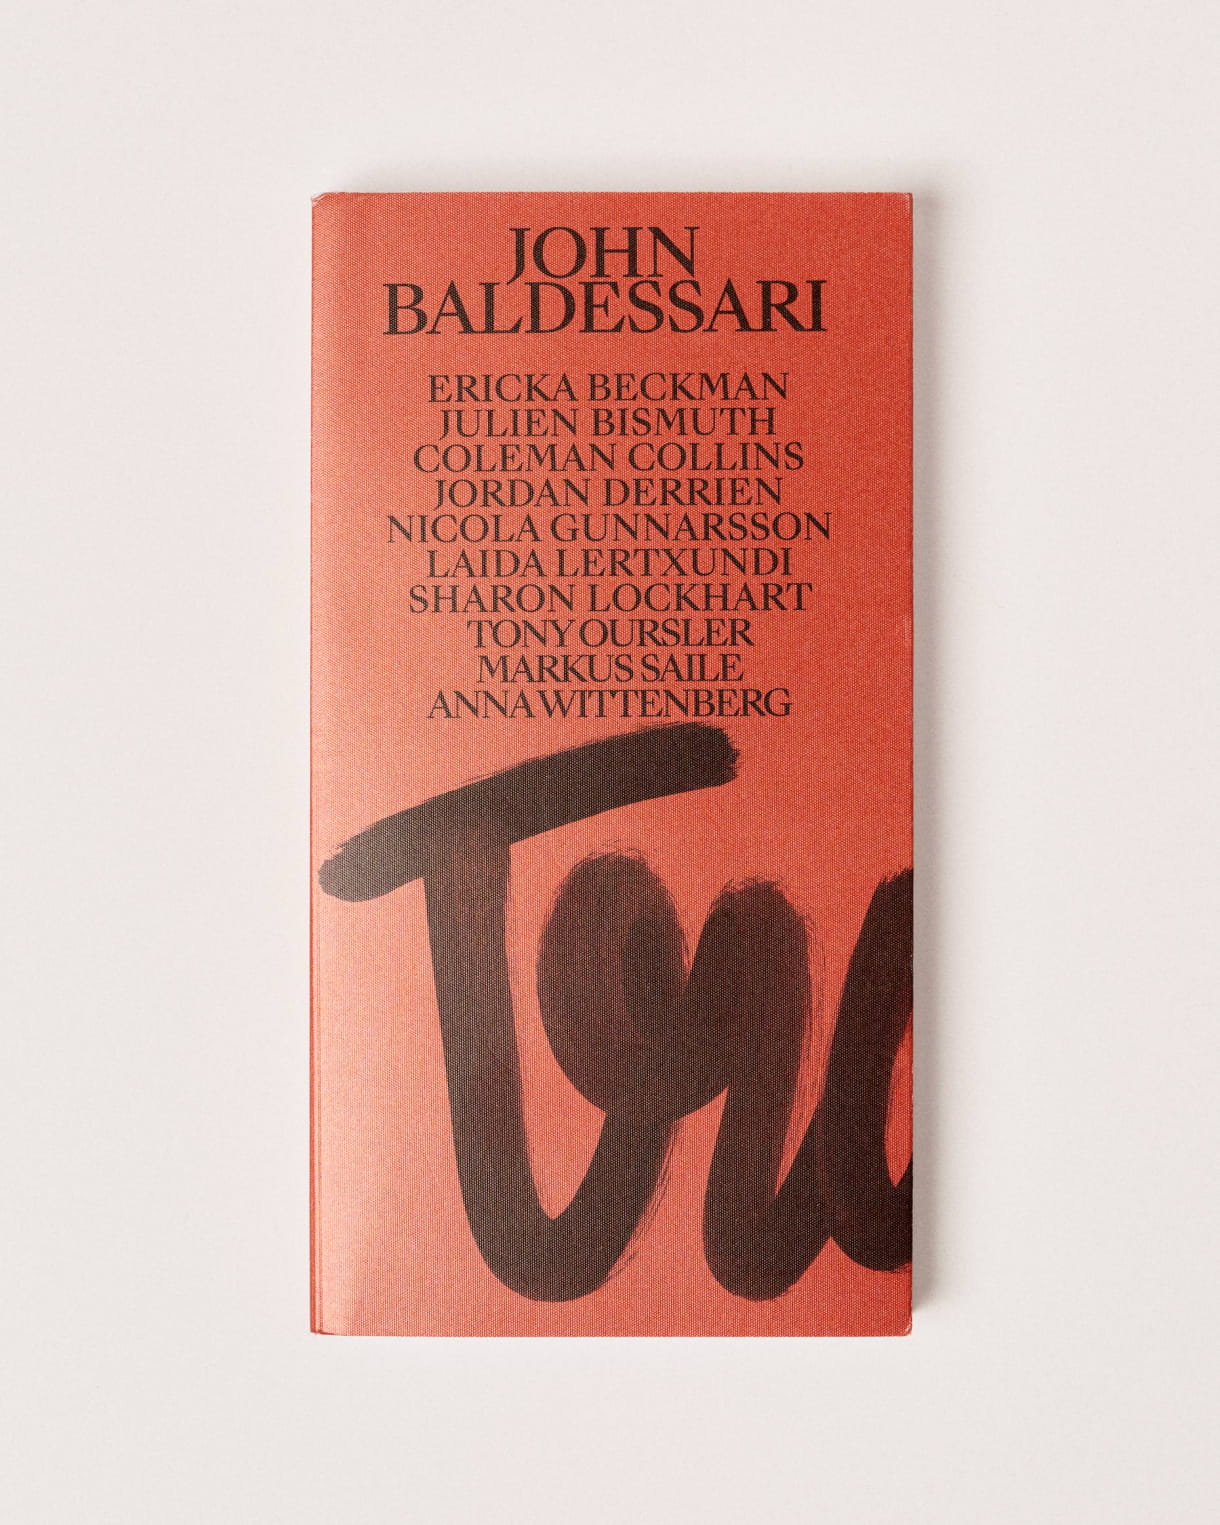 JOHN
BALDESSARI
ERICKA BECKMAN
JULIEN BISMUTH
COLEMAN COLLINS
JORDAN DERRIEN
NICOLA GUNNARSSON
LAIDA LERTXUNDI
SHARON LOCKHART
TONY OURSLER
MARKUS SAILE
ANNA WITTENBERG